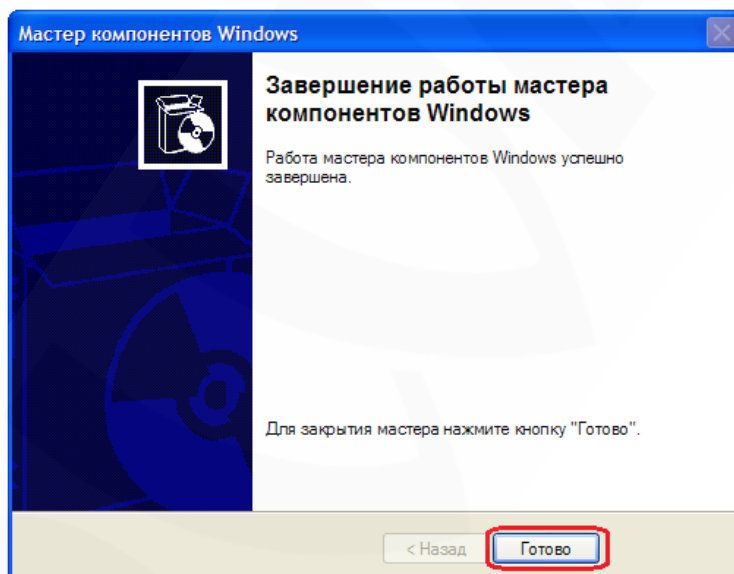 Мастер компонентов Windows
Завершение работы мастера
компонентов Windows
Работа мастера компонентов Windows успешно
завершена.
Для закрытия мастера нажмите кнопку "Готово".
< Назад
Готово